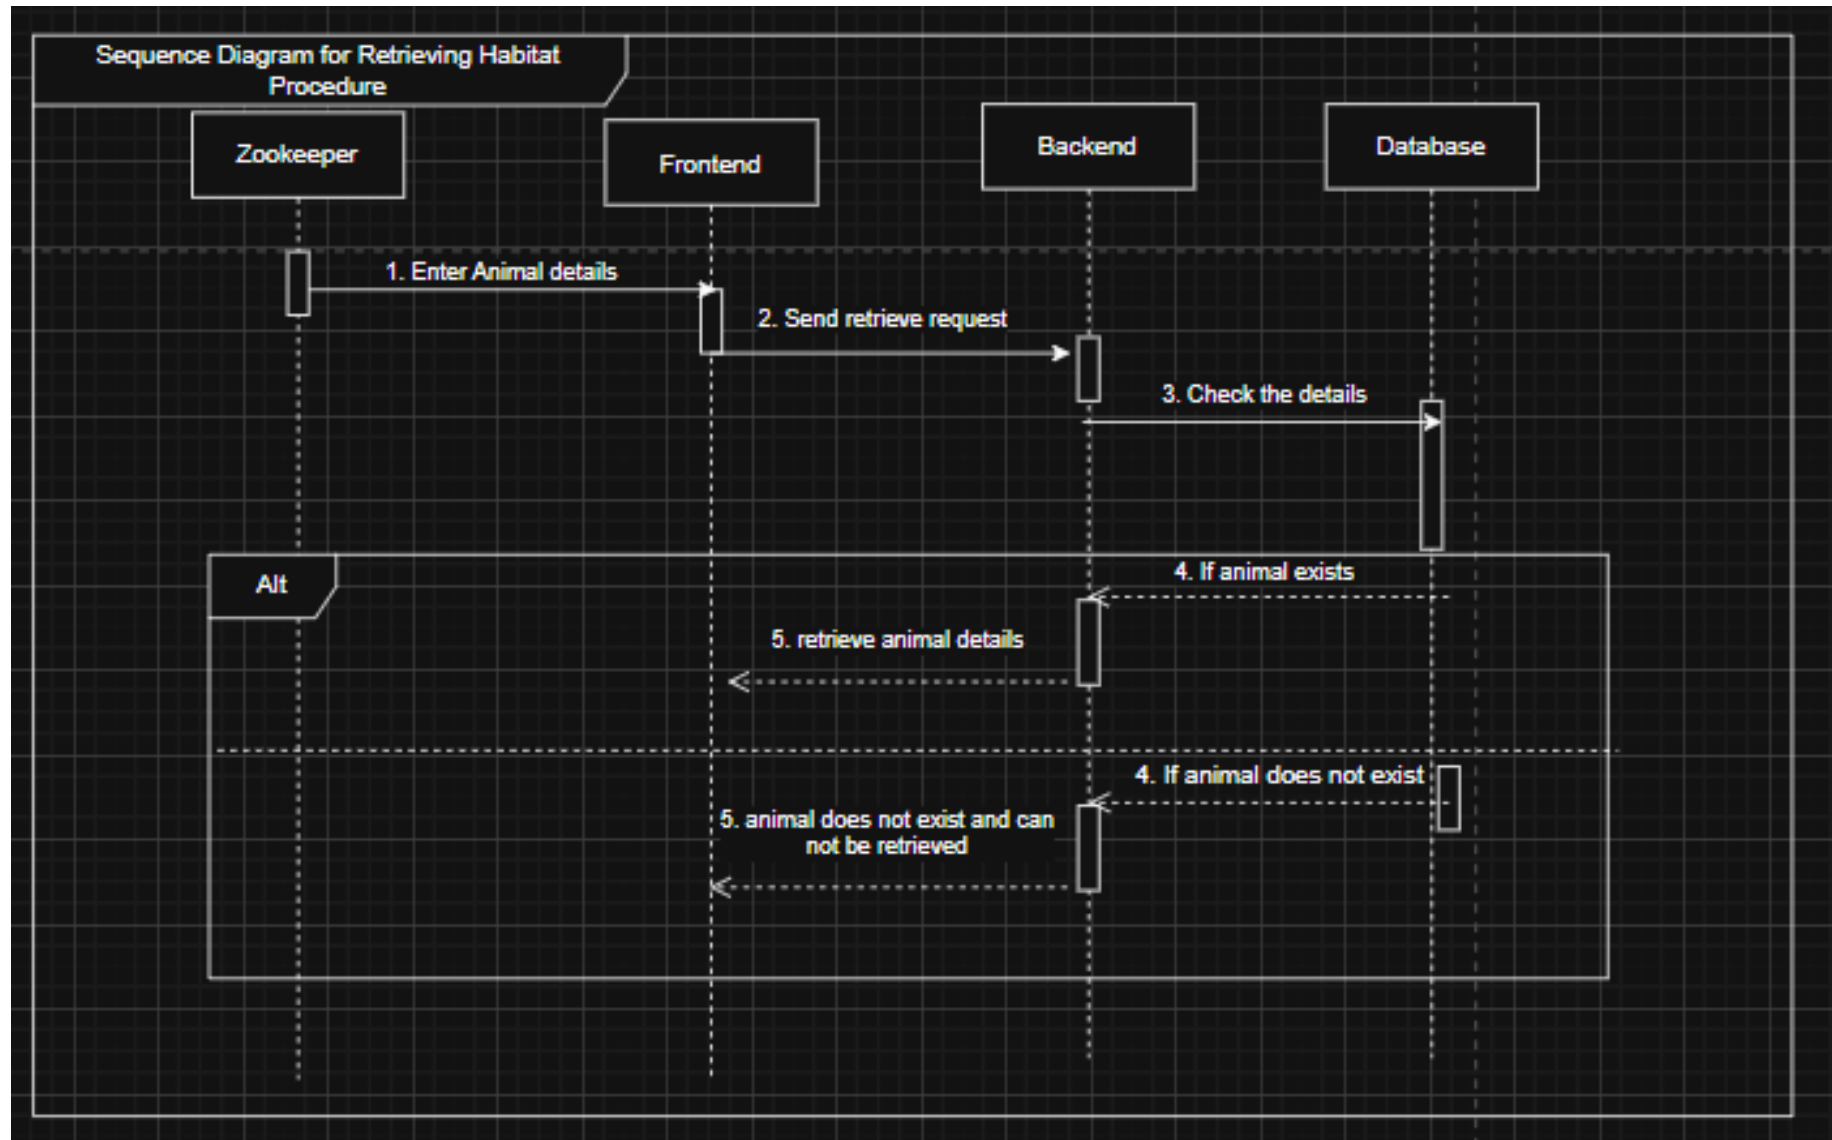 Sequence Diagram for Retrieving Habitat
Procedure
Zookeeper
Frontend
Backend
Database
1. Enter Animal details
2. Send retrieve request
3. Check the details
Alt
4. If animal exists
5. retrieve animal details
4. If animal does not exist
5. animal does not exist and can
not be retrieved